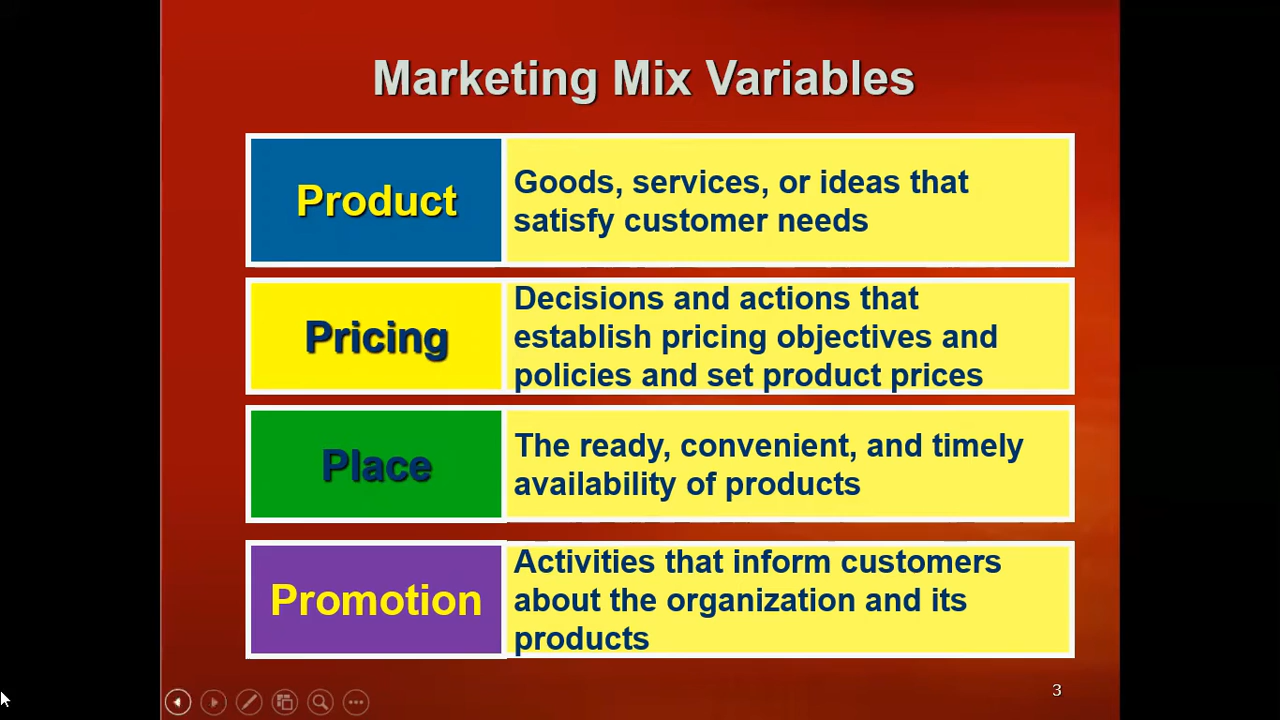 Marketing Mix Variables
Product
Goods, services, or ideas that
satisfy customer needs
Pricing
Decisions and actions that
establish pricing objectives and
policies and set product prices
Place
The ready, convenient, and timely
availability of products
Promotion
Activities that inform customers
about the organization and its
products
3